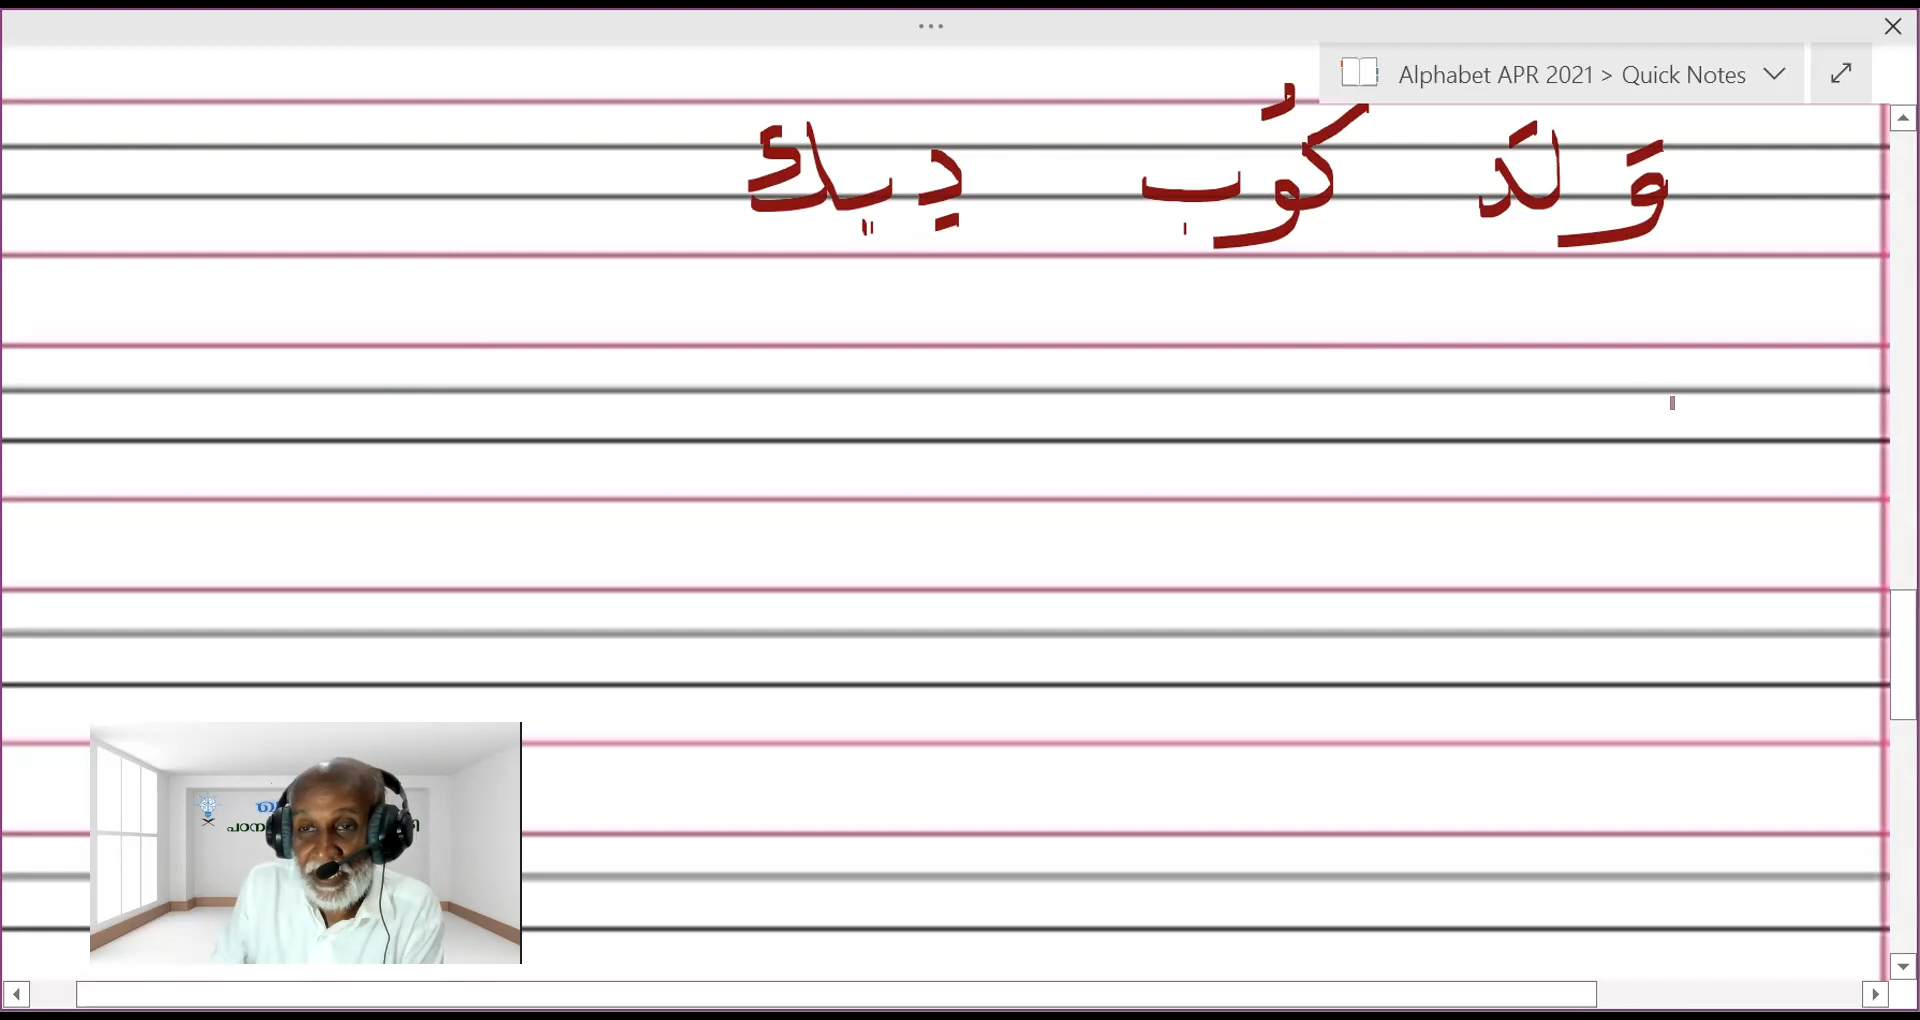 Alphabet APR 2021 > Quick Notes
وَلَد كُوب دِيك